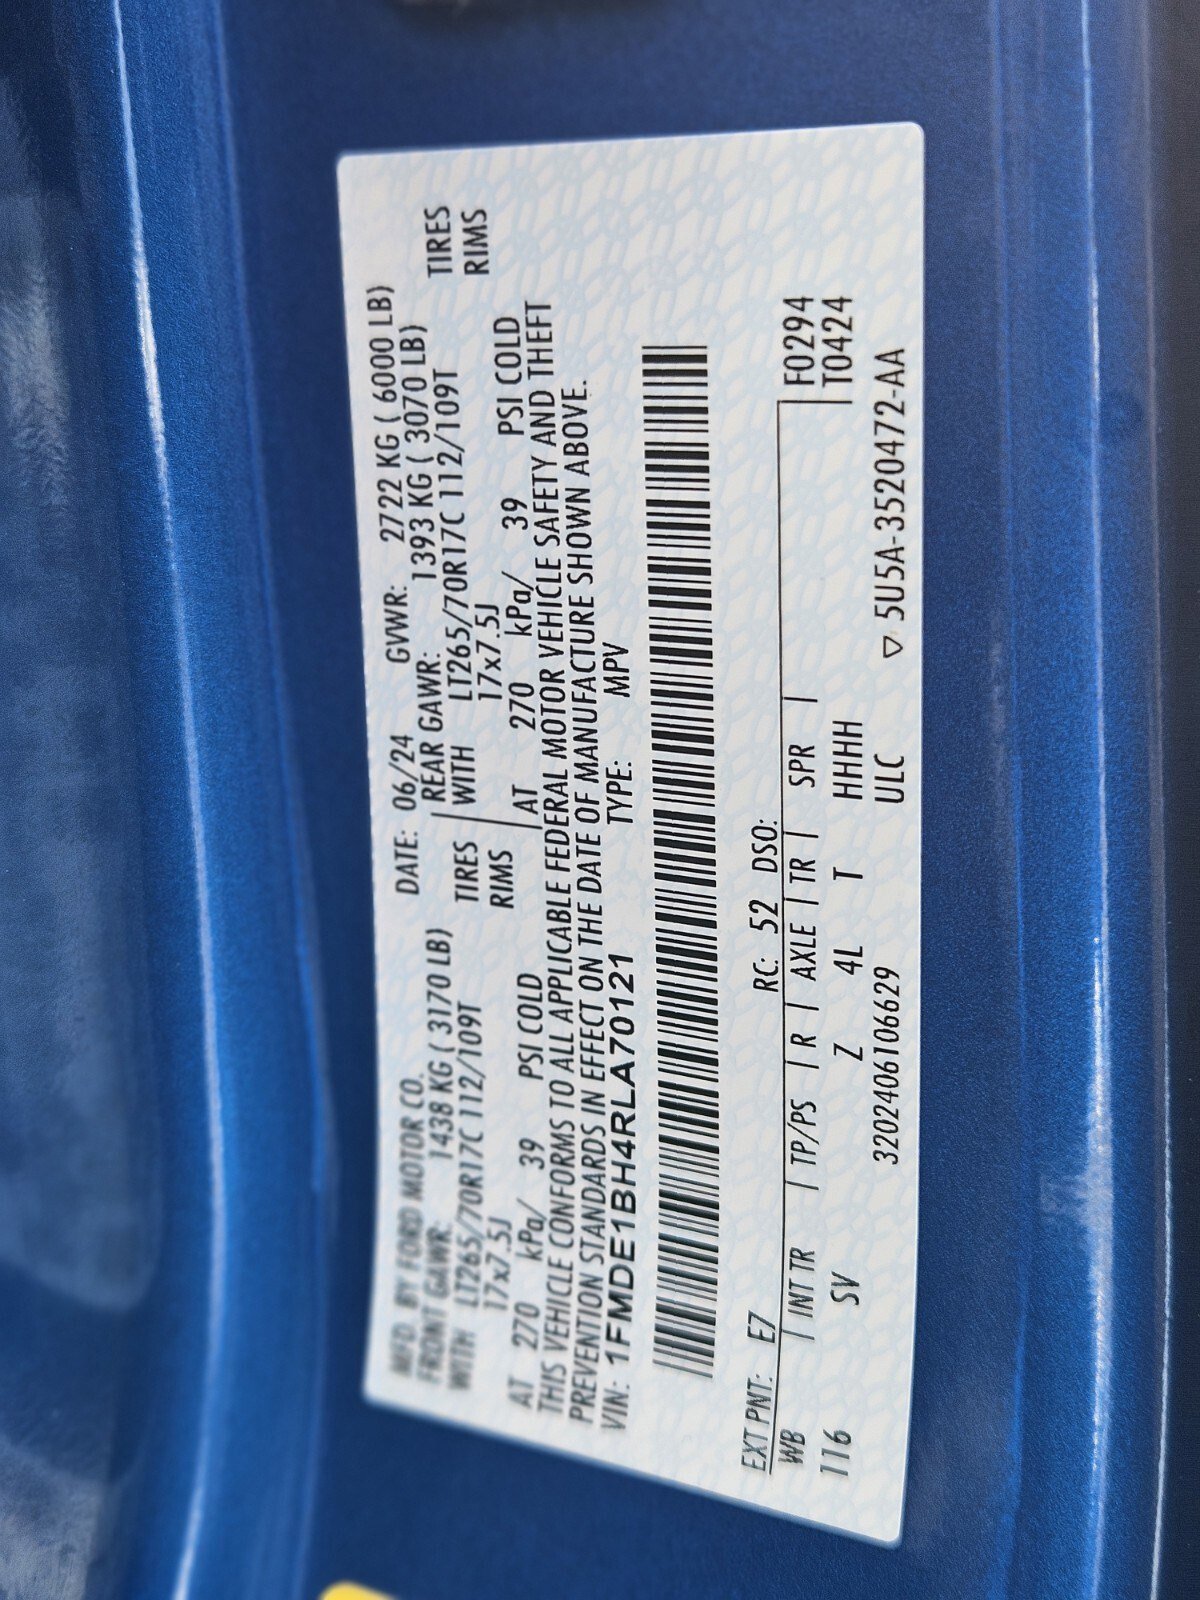 MFD. BY FORD MOTOR CO. DATE: 06/24 GVWR: 2722 KG ( 6000 LB)
FRONT GAWR: 1438 KG ( 3170 LB) REAR GAWR: 1393 KG ( 3070 LB)
WITH LT265/70R17C 112/109T TIRES WITH LT265/70R17C 112/109T TIRES
17x7.5J RIMS 17x7.5J RIMS
AT 270 kPa/ 39 PSI COLD AT 270 kPa/ 39 PSI COLD
THIS VEHICLE CONFORMS TO ALL APPLICABLE FEDERAL MOTOR VEHICLE SAFETY AND THEFT
PREVENTION STANDARDS IN EFFECT ON THE DATE OF MANUFACTURE SHOWN ABOVE.
VIN: 1FMDE1BH4RLA70121 TYPE: MPV
EXT PNT: E7 RC: 52 DSO:
WB | INT TR | TP/PS | R | AXLE | TR | SPR | F0294
116 SV Z 4L T HHHH T0424
320240610 6629 ULC ▽ 5U5A-3520472-AA